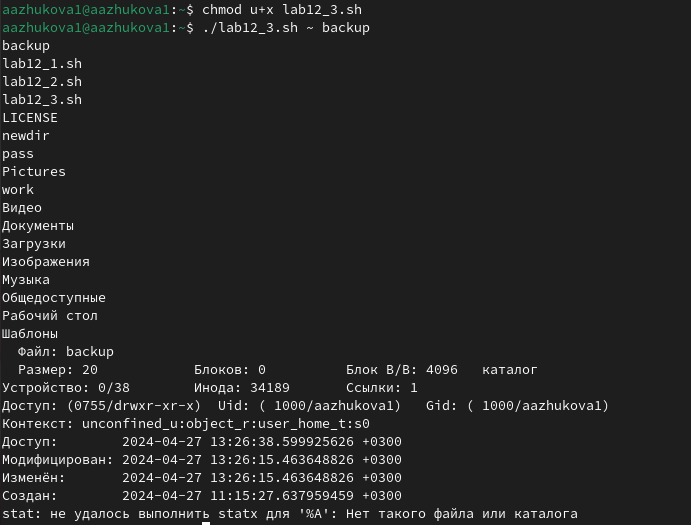 aazhukova1@aazhukova1:~$ chmod u+x lab12_3.sh
aazhukova1@aazhukova1:~$ ./lab12_3.sh ~ backup
backup
lab12_1.sh
lab12_2.sh
lab12_3.sh
LICENSE
newdir
pass
Pictures
work
Видео
Документы
Загрузки
Изображения
Музыка
Общедоступные
Рабочий стол
Шаблоны
  Файл: backup
  Размер: 20            Блоков: 0          Блок В/В: 4096   каталог
Устройство: 0/38        Инода: 34189       Ссылки: 1
Доступ: (0755/drwxr-xr-x)  Uid: ( 1000/aazhukova1)   Gid: ( 1000/aazhukova1)
Контекст: unconfined_u:object_r:user_home_t:s0
Доступ:        2024-04-27 13:26:38.599925626 +0300
Модифицирован: 2024-04-27 13:26:15.463648826 +0300
Изменён:       2024-04-27 13:26:15.463648826 +0300
Создан:        2024-04-27 11:15:27.637959459 +0300
stat: не удалось выполнить statx для '%A': Нет такого файла или каталога